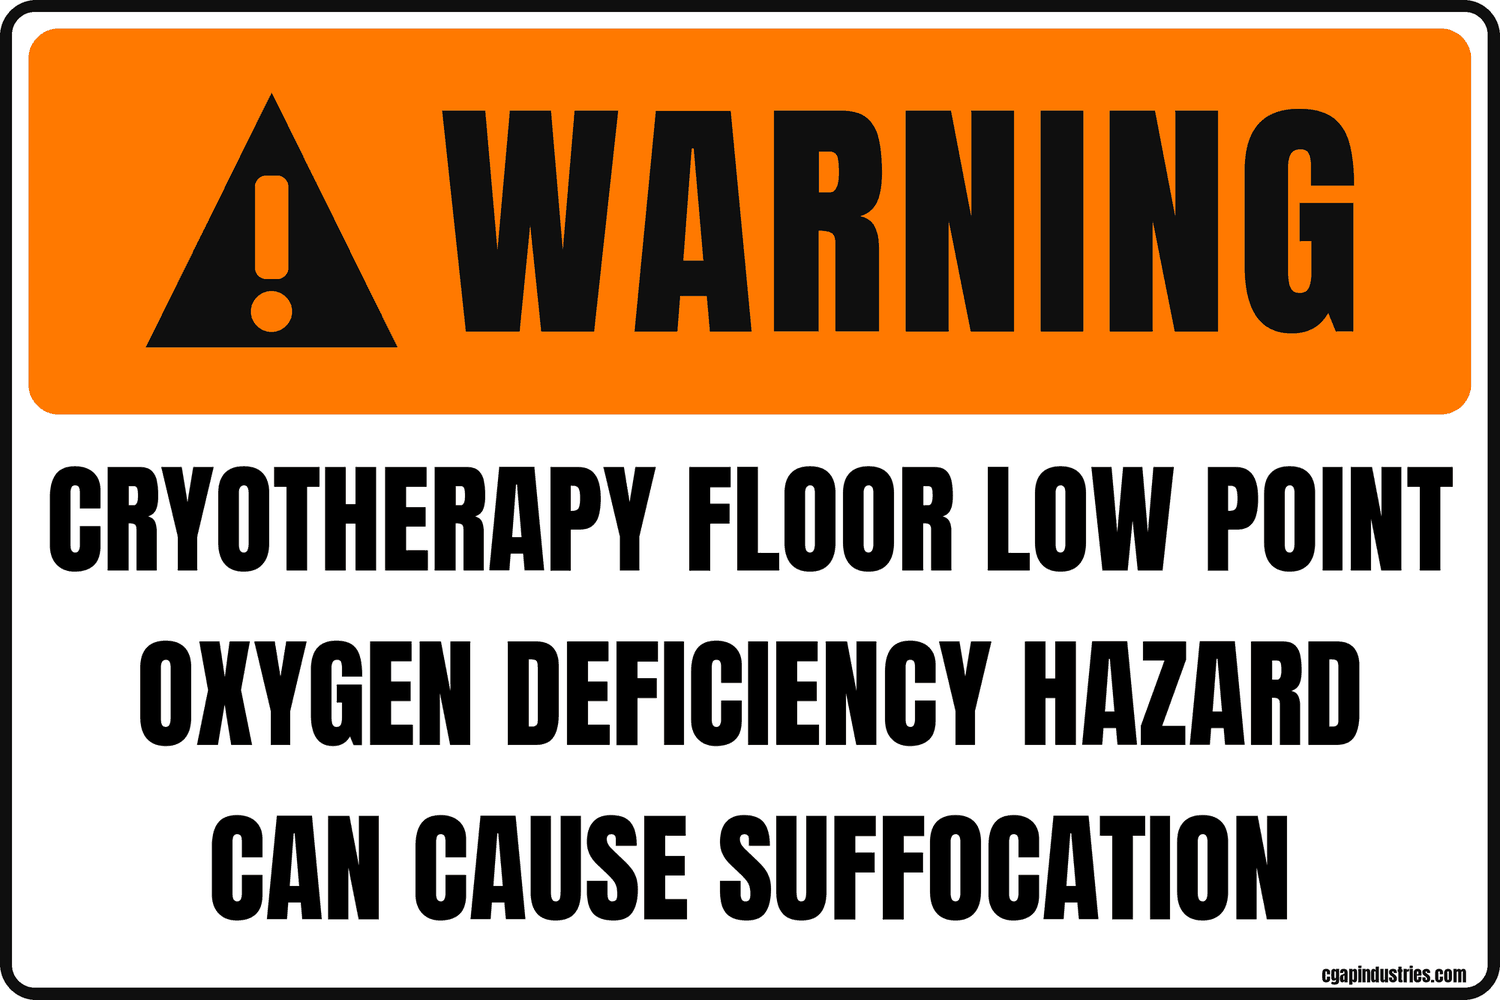 WARNING
CRYOTHERAPY FLOOR LOW POINT
OXYGEN DEFICIENCY HAZARD
CAN CAUSE SUFFOCATION
cgapindustries.com